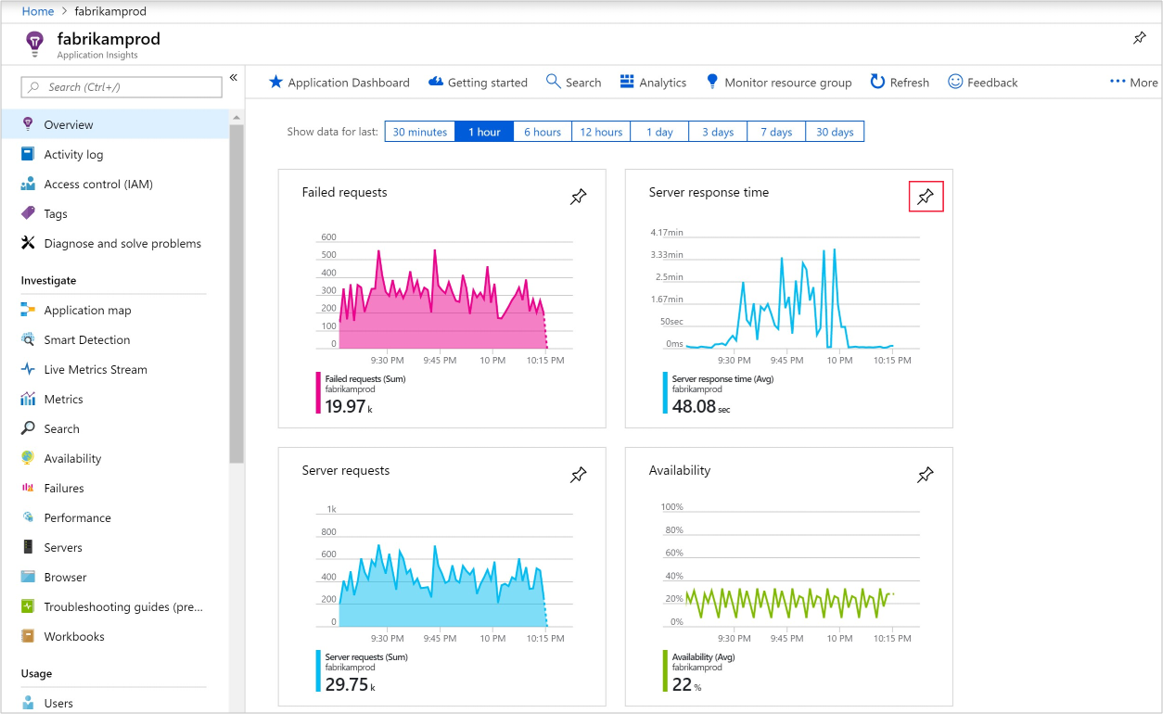 Home > fabrikamprod
fabrikamprod
Application Insights
Search (Ctrl+/)
«
Overview
Activity log
Access control (IAM)
Tags
Diagnose and solve problems
Investigate
Application map
Smart Detection
Live Metrics Stream
Metrics
Search
Availability
Failures
Performance
Servers
Browser
Troubleshooting guides (pre...
Workbooks
Usage
Users
Application Dashboard Getting started Search Analytics Monitor resource group Refresh Feedback ... More
Show data for last: 30 minutes 1 hour 6 hours 12 hours 1 day 3 days 7 days 30 days
Failed requests
600
500
400
300
200
100
0
9:30 PM 9:45 PM 10 PM 10:15 PM
Failed requests (Sum)
fabrikamprod
19.97 k
Server response time
4.17min
3.33min
2.5min
1.67min
50sec
0ms
9:30 PM 9:45 PM 10 PM 10:15 PM
Server response time (Avg)
fabrikamprod
48.08 sec
Server requests
1k
800
600
400
200
0
9:30 PM 9:45 PM 10 PM 10:15 PM
Server requests (Sum)
fabrikamprod
29.75 k
Availability
100%
80%
60%
40%
20%
0%
9:30 PM 9:45 PM 10 PM 10:15 PM
Availability (Avg)
fabrikamprod
22 %